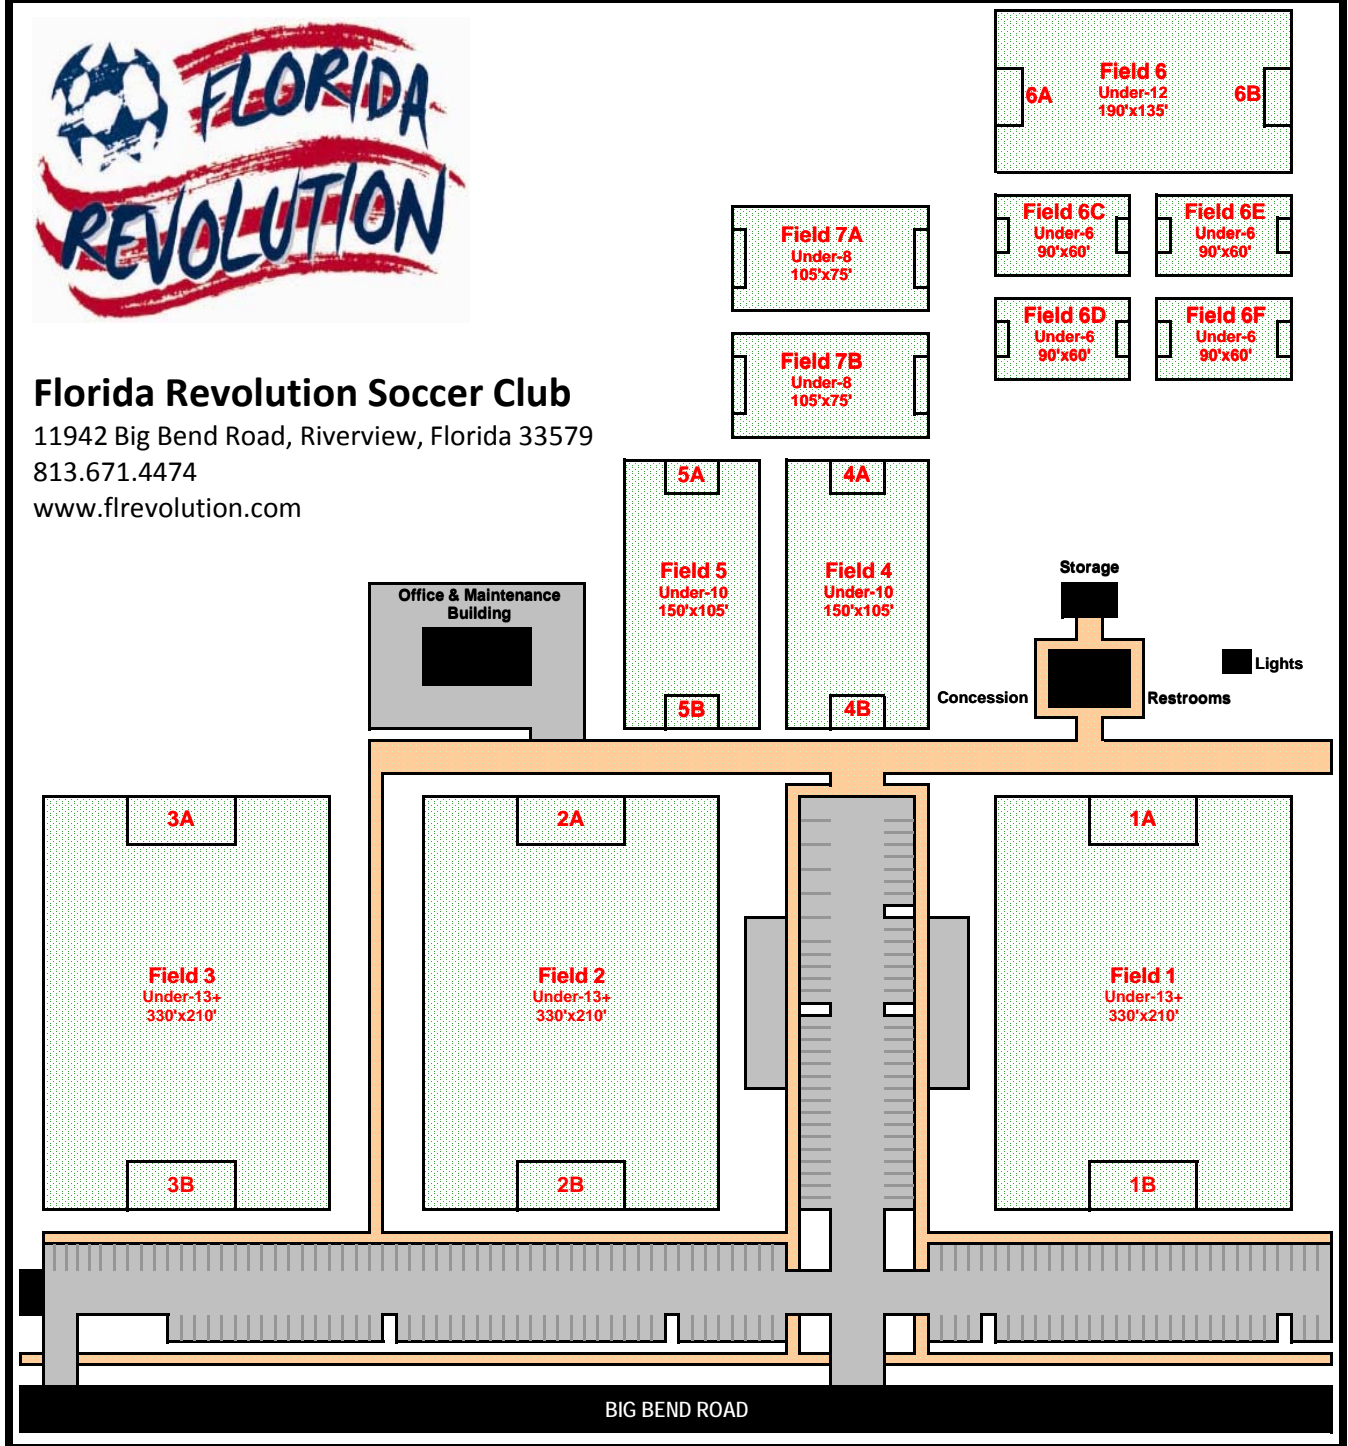 FLORIDA
REVOLUTION
Florida Revolution Soccer Club
11942 Big Bend Road, Riverview, Florida 33579
813.671.4474
www.flrevolution.com
Field 6
Under-12
190'x135'
6A
6B
Field 6C
Under-6
90'x60'
Field 6E
Under-6
90'x60'
Field 6D
Under-6
90'x60'
Field 6F
Under-6
90'x60'
Field 7A
Under-8
105'x75'
Field 7B
Under-8
105'x75'
5A
Field 5
Under-10
150'x105'
5B
4A
Field 4
Under-10
150'x105'
4B
Office & Maintenance
Building
Storage
Concession
Restrooms
Lights
3A
Field 3
Under-13+
330'x210'
3B
2A
Field 2
Under-13+
330'x210'
2B
1A
Field 1
Under-13+
330'x210'
1B
BIG BEND ROAD